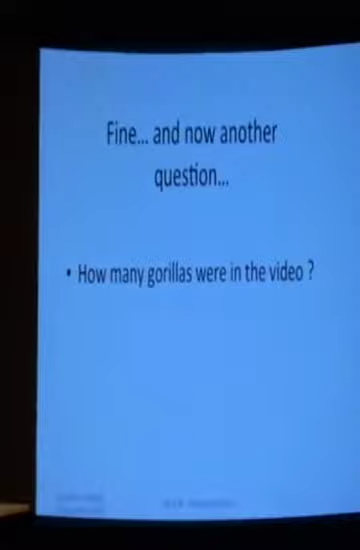 Fine... and now another
question...
• How many gorillas were in the video ?